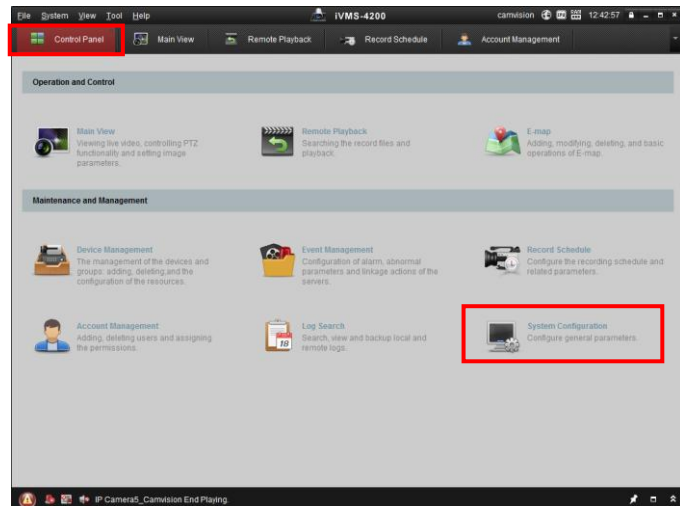 File System View Tool Help
iVMS-4200
camvision
12:42:57
Control Panel
Main View
Remote Playback
Record Schedule
Account Management
Operation and Control
Main View
Viewing live video, controlling PTZ
functionality and setting image
parameters.
Remote Playback
Searching the record files and
playback.
E-map
Adding, modifying, deleting, and basic
operations of E-map.
Maintenance and Management
Device Management
The management of the devices and
groups: adding, deleting,and the
configuration of the resources.
Event Management
Configuration of alarm, abnormal
parameters and linkage actions of the
servers.
Record Schedule
Configure the recording schedule and
related parameters.
Account Management
Adding, deleting users and assigning
the permissions.
18
Log Search
Search, view and backup local and
remote logs.
System Configuration
Configure general parameters.
IP Camera5_Camvision End Playing.